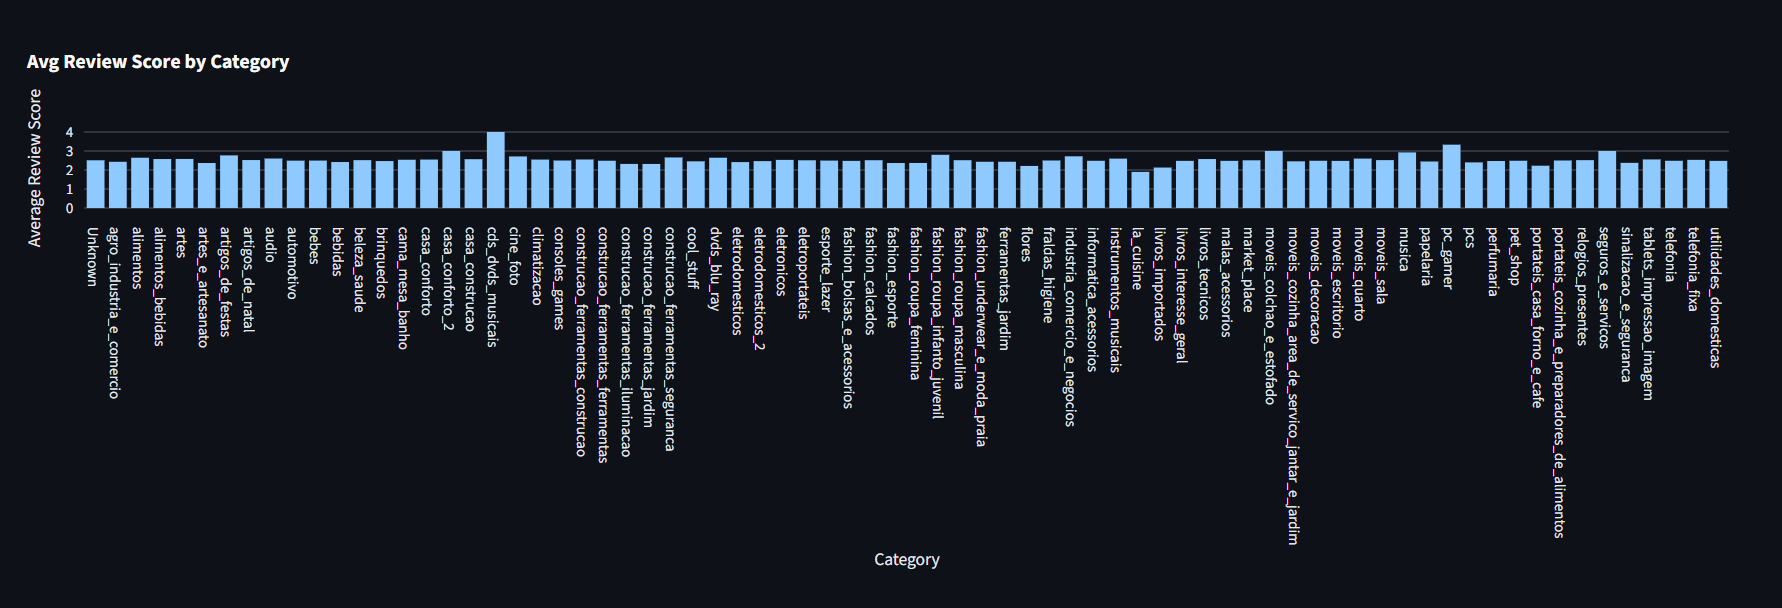 Avg Review Score by Category
Average Review Score
4
3
2
1
0
Unknown
agro_industria_e_comercio
alimentos
alimentos_bebidas
artes
artes_e_artesanato
artigos_de_festas
artigos_de_natal
audio
automotivo
bebes
bebidas
beleza_saude
brinquedos
cama_mesa_banho
casa_conforto
casa_conforto_2
casa_construcao
cds_dvds_musicais
cine_foto
climatizacao
consoles_games
construcao_ferramentas_construcao
construcao_ferramentas_ferramentas
construcao_ferramentas_iluminacao
construcao_ferramentas_jardim
construcao_ferramentas_seguranca
cool_stuff
dvds_blu_ray
eletrodomesticos
eletrodomesticos_2
eletronicos
eletroportateis
esporte_lazer
fashion_bolsas_e_acessorios
fashion_calcados
fashion_esporte
fashion_roupa_feminina
fashion_roupa_infanto_juvenil
fashion_roupa_masculina
fashion_underwear_e_moda_praia
ferramentas_jardim
flores
fraldas_higiene
industria_comercio_e_negocios
informatica_acessorios
instrumentos_musicais
la_cuisine
livros_importados
livros_interesse_geral
livros_tecnicos
malas_acessorios
market_place
moveis_colchao_e_estofado
moveis_cozinha_area_de_servico_jantar_e_jardim
moveis_decoracao
moveis_escritorio
moveis_quarto
moveis_sala
musica
papelaria
pc_gamer
pcs
perfumaria
pet_shop
portateis_casa_forno_e_cafe
portateis_cozinha_e_preparadores_de_alimentos
relogios_presentes
seguros_e_servicos
sinalizacao_e_seguranca
tablets_impressao_imagem
telefonia
telefonia_fixa
utilidades_domesticas
Category